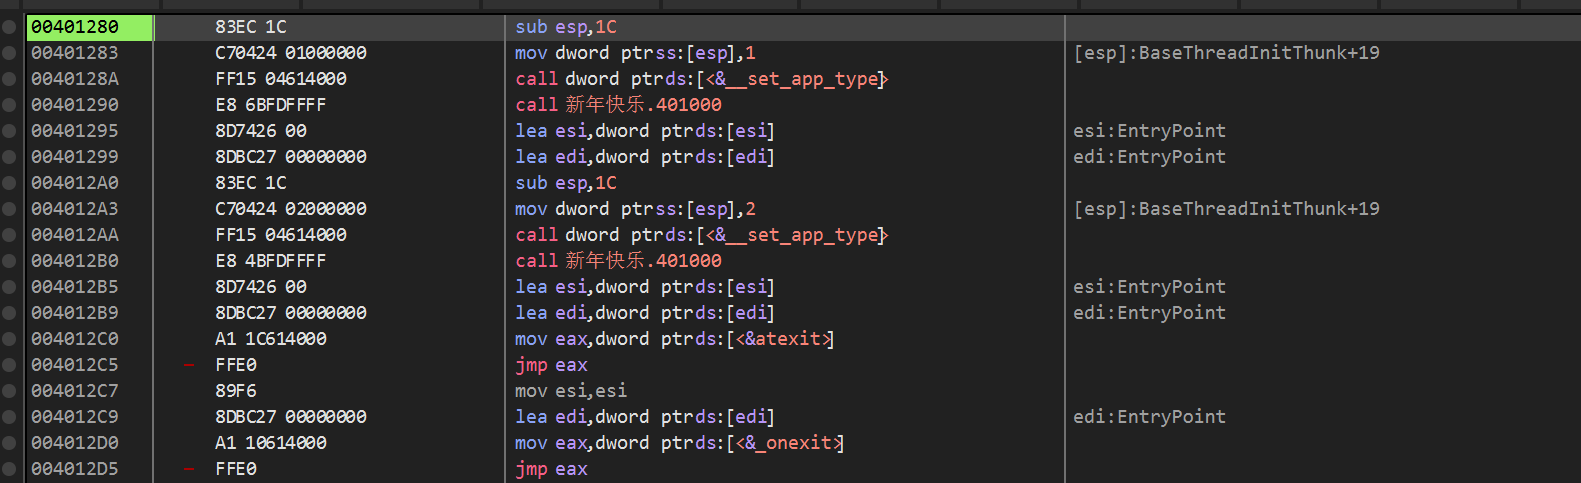 00401280 83EC 1C sub esp,1C
00401283 C70424 01000000 mov dword ptrss:[esp],1 [esp]:BaseThreadInitThunk+19
0040128A FF15 04614000 call dword ptrds:[<&__set_app_type>]
00401290 E8 6BFDFFFF call 新年快乐.401000
00401295 8D7426 00 lea esi,dword ptrds:[esi] esi:EntryPoint
00401299 8DBC27 00000000 lea edi,dword ptrds:[edi] edi:EntryPoint
004012A0 83EC 1C sub esp,1C
004012A3 C70424 02000000 mov dword ptrss:[esp],2 [esp]:BaseThreadInitThunk+19
004012AA FF15 04614000 call dword ptrds:[<&__set_app_type>]
004012B0 E8 4BFDFFFF call 新年快乐.401000
004012B5 8D7426 00 lea esi,dword ptrds:[esi] esi:EntryPoint
004012B9 8DBC27 00000000 lea edi,dword ptrds:[edi] edi:EntryPoint
004012C0 A1 1C614000 mov eax,dword ptrds:[<&atexit>]
004012C5 - FFE0 jmp eax
004012C7 89F6 mov esi,esi
004012C9 8DBC27 00000000 lea edi,dword ptrds:[edi] edi:EntryPoint
004012D0 A1 10614000 mov eax,dword ptrds:[<&_onexit>]
004012D5 - FFE0 jmp eax